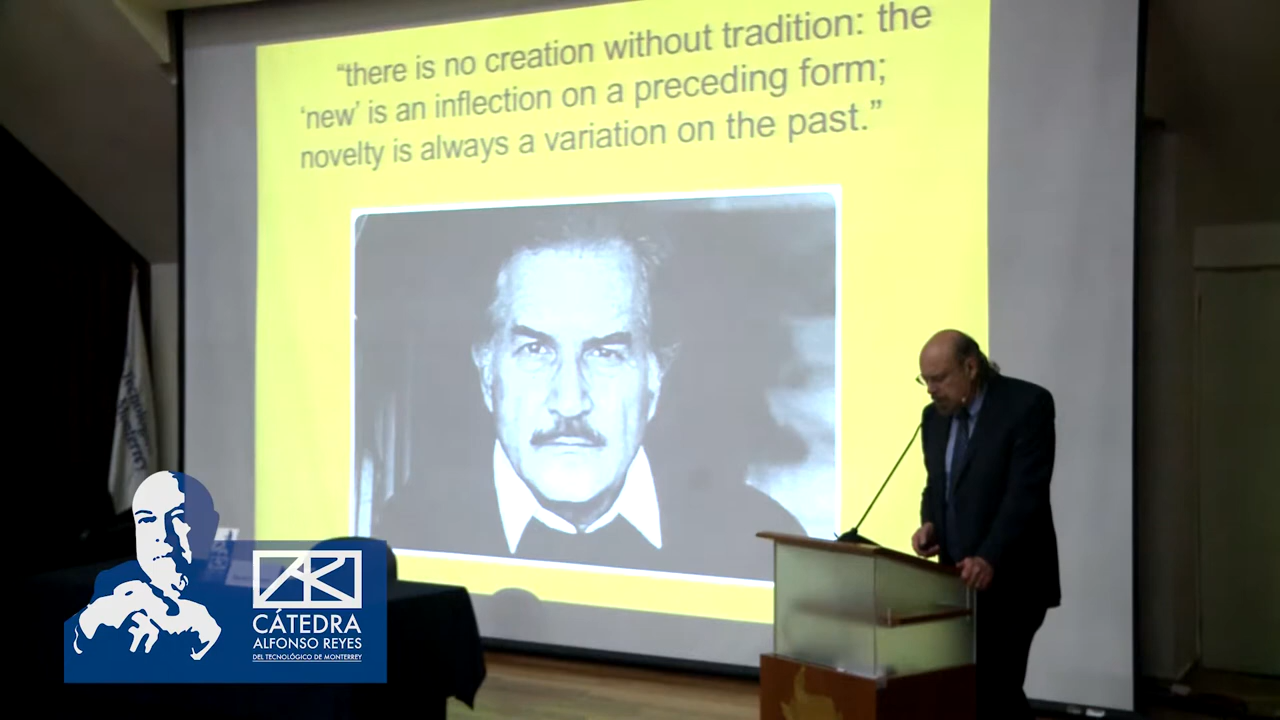 “there is no creation without tradition: the
‘new’ is an inflection on a preceding form;
novelty is always a variation on the past.”
CÁTEDRA
ALFONSO REYES
DEL TECNOLÓGICO DE MONTERREY